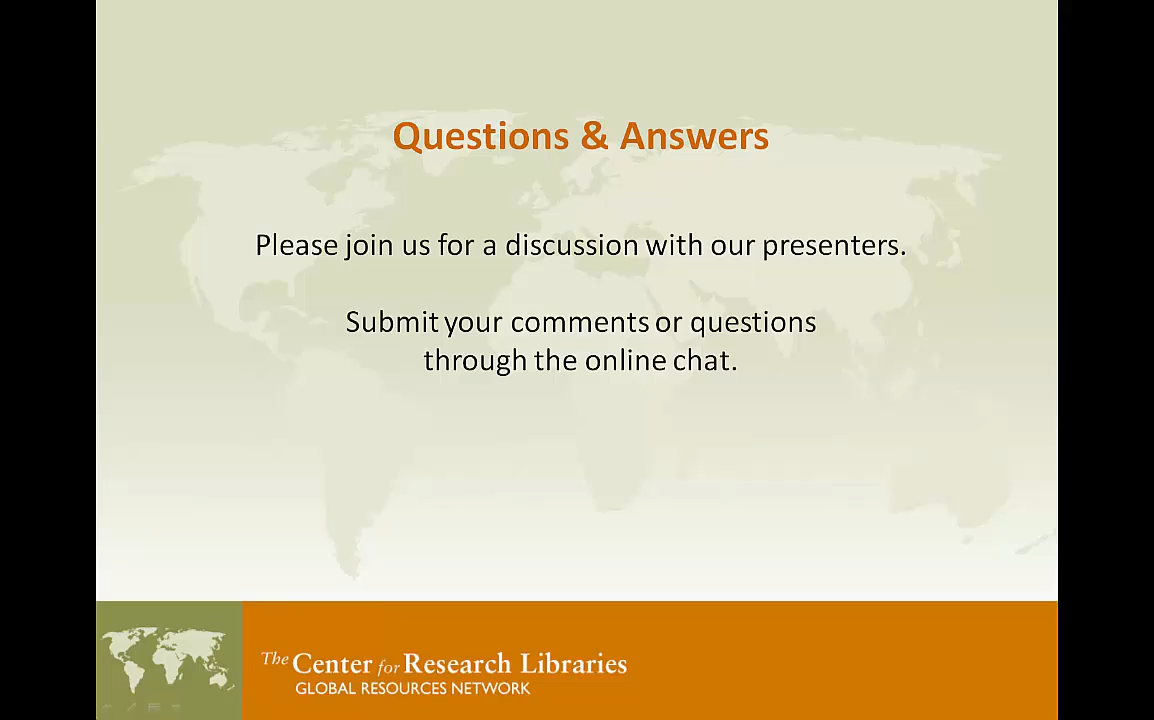 Questions & Answers
Please join us for a discussion with our presenters.
Submit your comments or questions
through the online chat.
The Center for Research Libraries
GLOBAL RESOURCES NETWORK